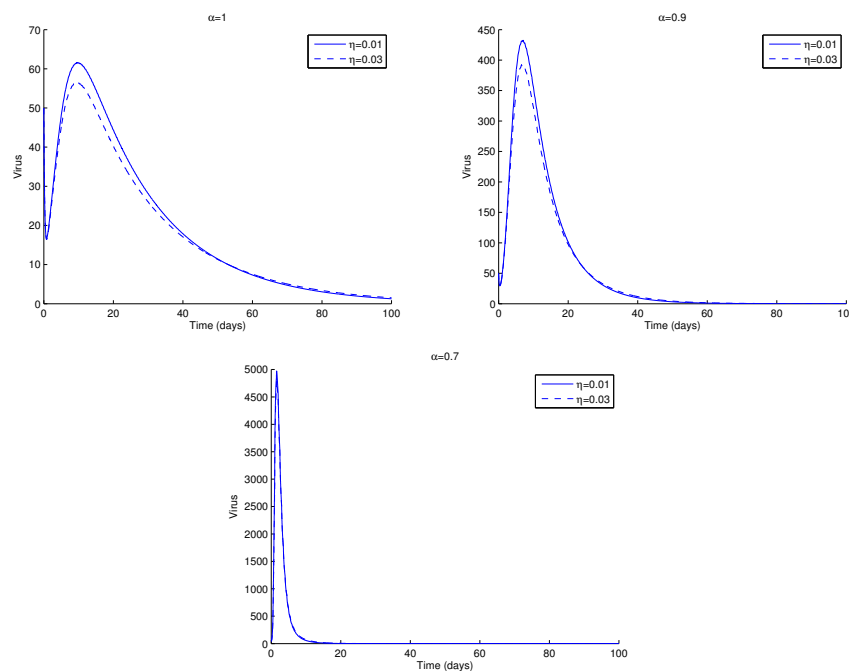 α=1
70
60
50
40
30
20
10
0
Virus
0 20 40 60 80 100
Time (days)
η=0.01
η=0.03
α=0.9
450
400
350
300
250
200
150
100
50
0
Virus
0 20 40 60 80 100
Time (days)
η=0.01
η=0.03
α=0.7
5000
4500
4000
3500
3000
2500
2000
1500
1000
500
0
Virus
0 20 40 60 80 100
Time (days)
η=0.01
η=0.03